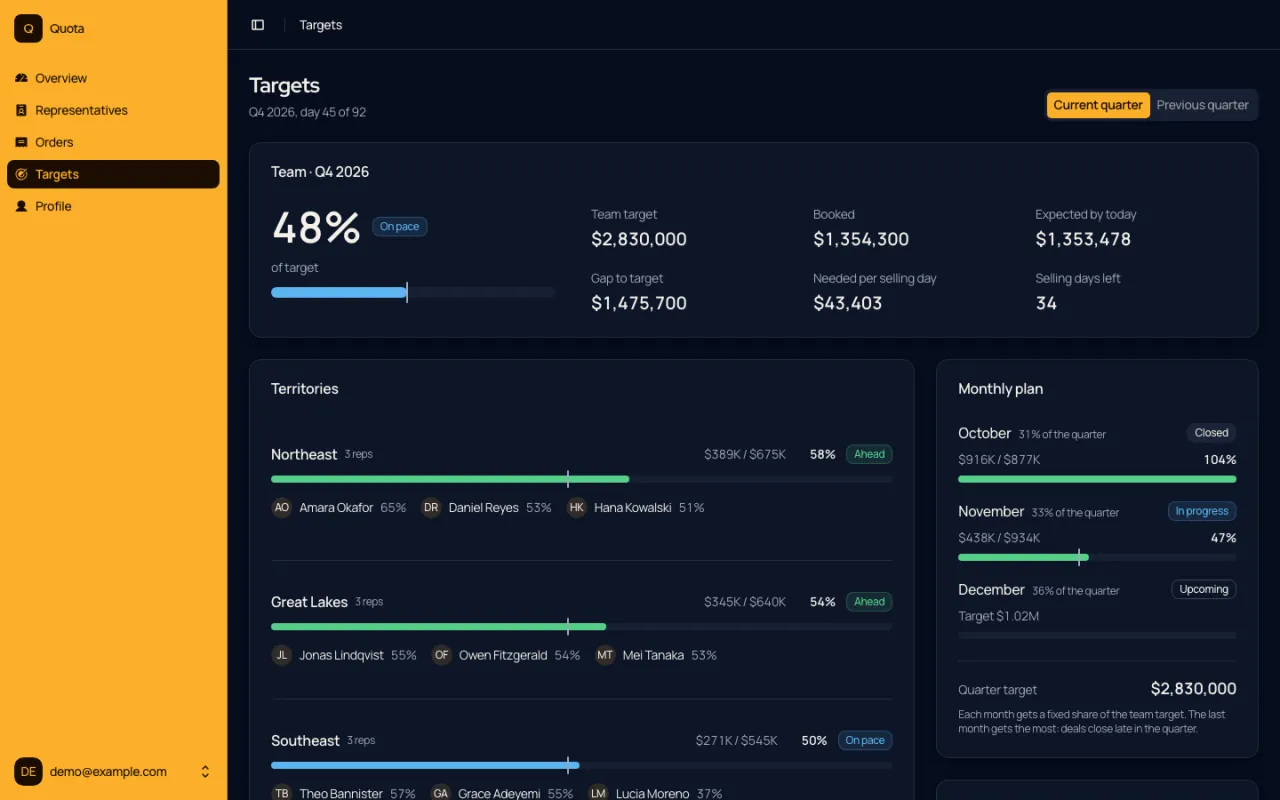 Q Quota
Overview
Representatives
Orders
Targets
Profile
DE demo@example.com
Targets
Targets
Q4 2026, day 45 of 92
Current quarter Previous quarter
Team · Q4 2026
48% On pace
of target
Team target
$2,830,000
Booked
$1,354,300
Expected by today
$1,353,478
Gap to target
$1,475,700
Needed per selling day
$43,403
Selling days left
34
Territories
Northeast 3 reps $389K / $675K 58% Ahead
AO Amara Okafor 65% DR Daniel Reyes 53% HK Hana Kowalski 51%
Great Lakes 3 reps $345K / $640K 54% Ahead
JL Jonas Lindqvist 55% OF Owen Fitzgerald 54% MT Mei Tanaka 53%
Southeast 3 reps $271K / $545K 50% On pace
TB Theo Bannister 57% GA Grace Adeyemi 55% LM Lucia Moreno 37%
Monthly plan
October 31% of the quarter Closed
$916K / $877K 104%
November 33% of the quarter In progress
$438K / $934K 47%
December 36% of the quarter Upcoming
Target $1.02M
Quarter target $2,830,000
Each month gets a fixed share of the team target. The last
month gets the most: deals close late in the quarter.